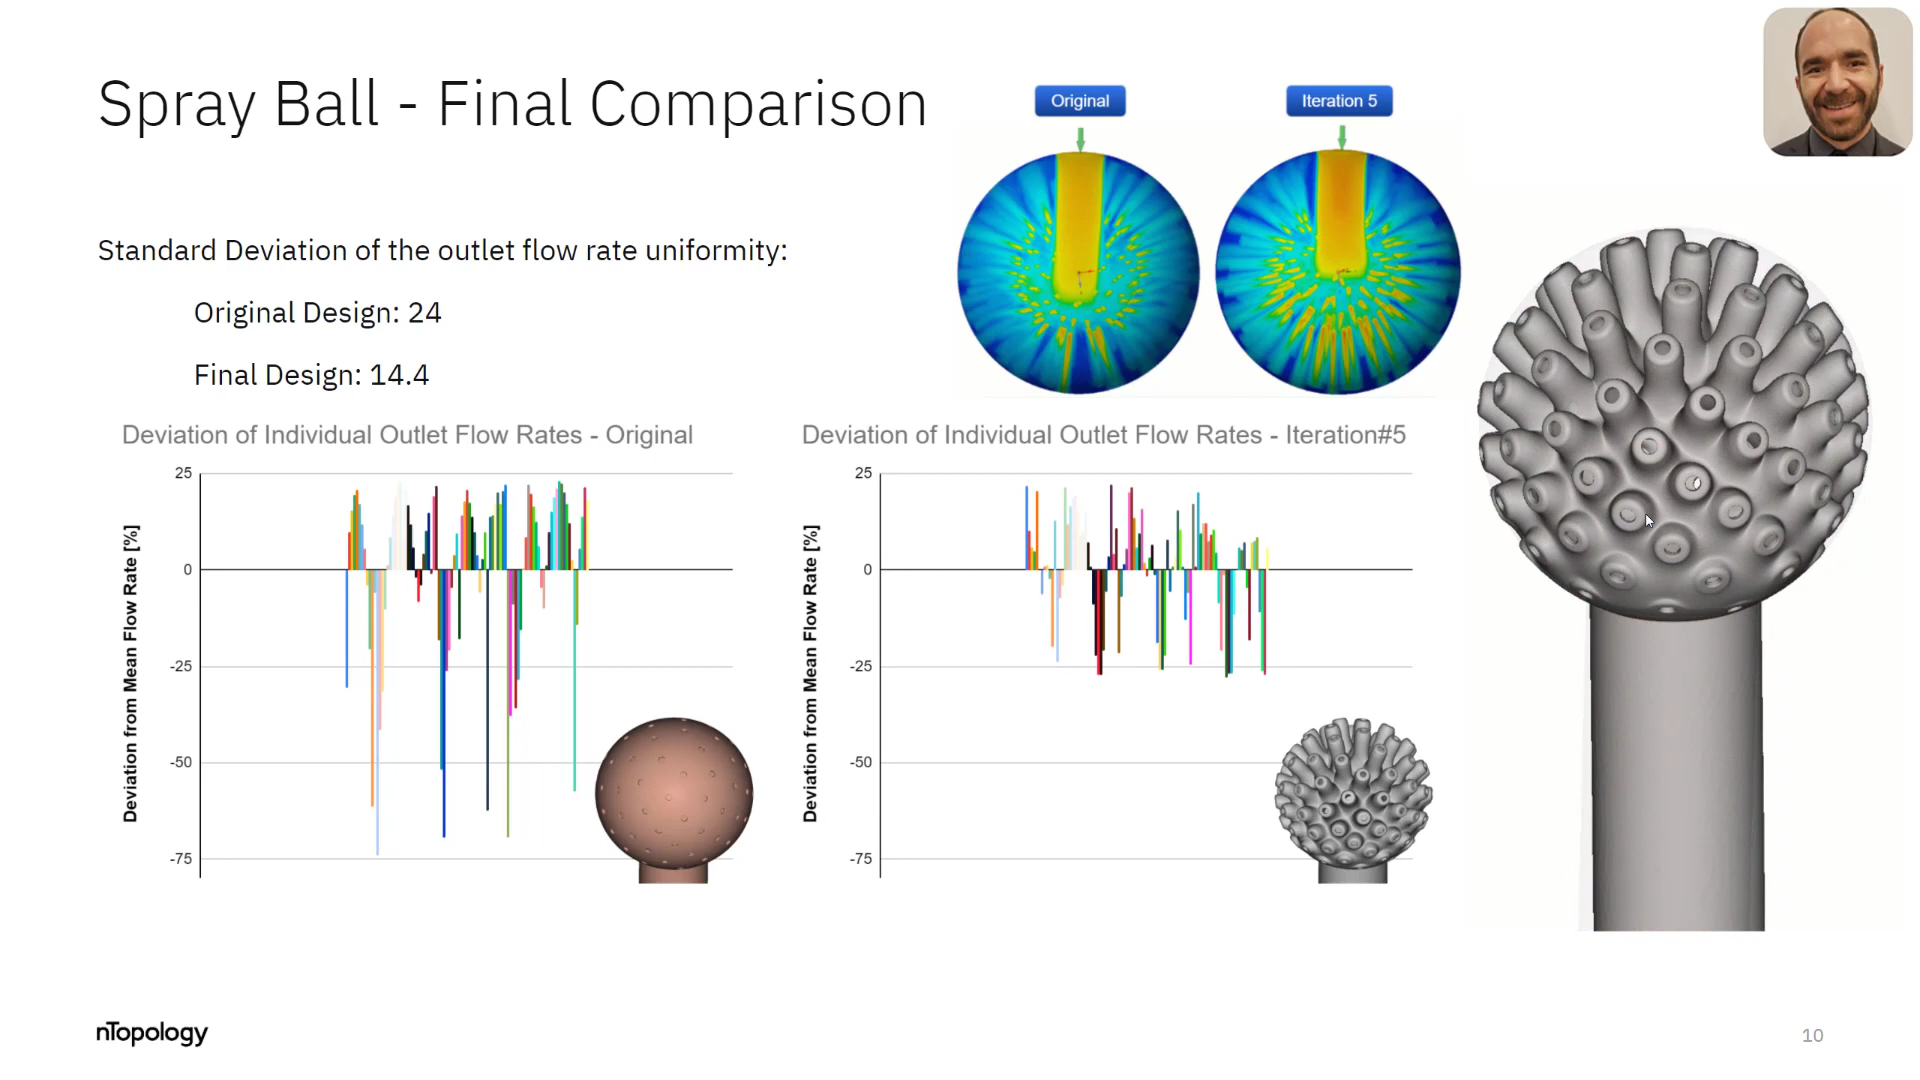 Spray Ball - Final Comparison
Original
Iteration 5
Standard Deviation of the outlet flow rate uniformity:
Original Design: 24
Final Design: 14.4
Deviation of Individual Outlet Flow Rates - Original
Deviation from Mean Flow Rate [%]
25
0
-25
-50
-75
Deviation of Individual Outlet Flow Rates - Iteration#5
Deviation from Mean Flow Rate [%]
25
0
-25
-50
-75
nTopology
10